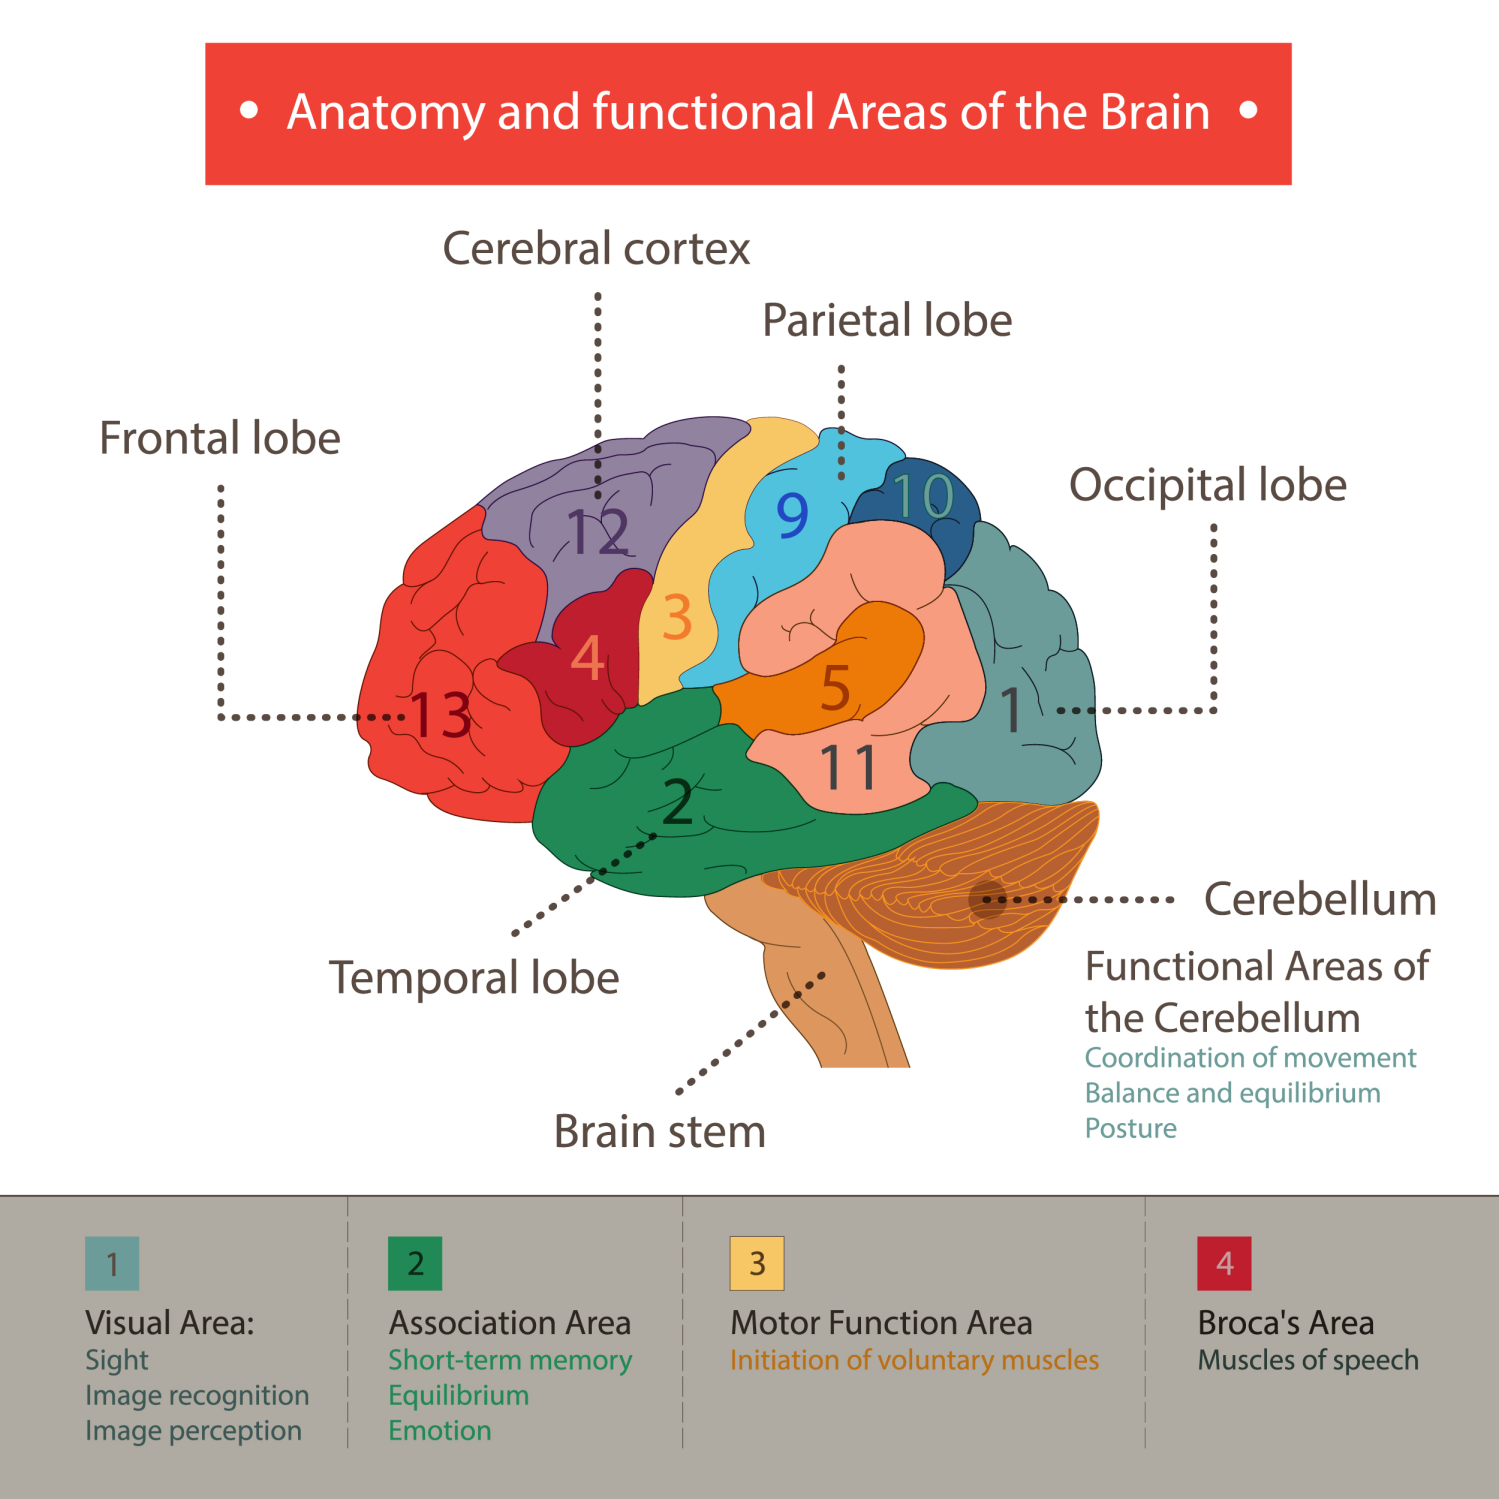 • Anatomy and functional Areas of the Brain •
Cerebral cortex
Parietal lobe
Frontal lobe
Occipital lobe
12
9
10
3
4
13
5
1
11
2
Cerebellum
Temporal lobe
Functional Areas of
the Cerebellum
Coordination of movement
Balance and equilibrium
Posture
Brain stem
1
Visual Area:
Sight
Image recognition
Image perception
2
Association Area
Short-term memory
Equilibrium
Emotion
3
Motor Function Area
Initiation of voluntary muscles
4
Broca's Area
Muscles of speech